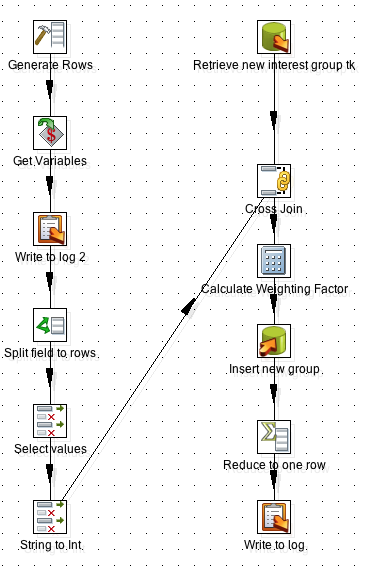 Generate Rows
Get Variables
Write to log 2
Split field to rows
Select values
String to Int
Retrieve new interest group tk
Cross Join
Calculate Weighting Factor
Insert new group
Reduce to one row
Write to log